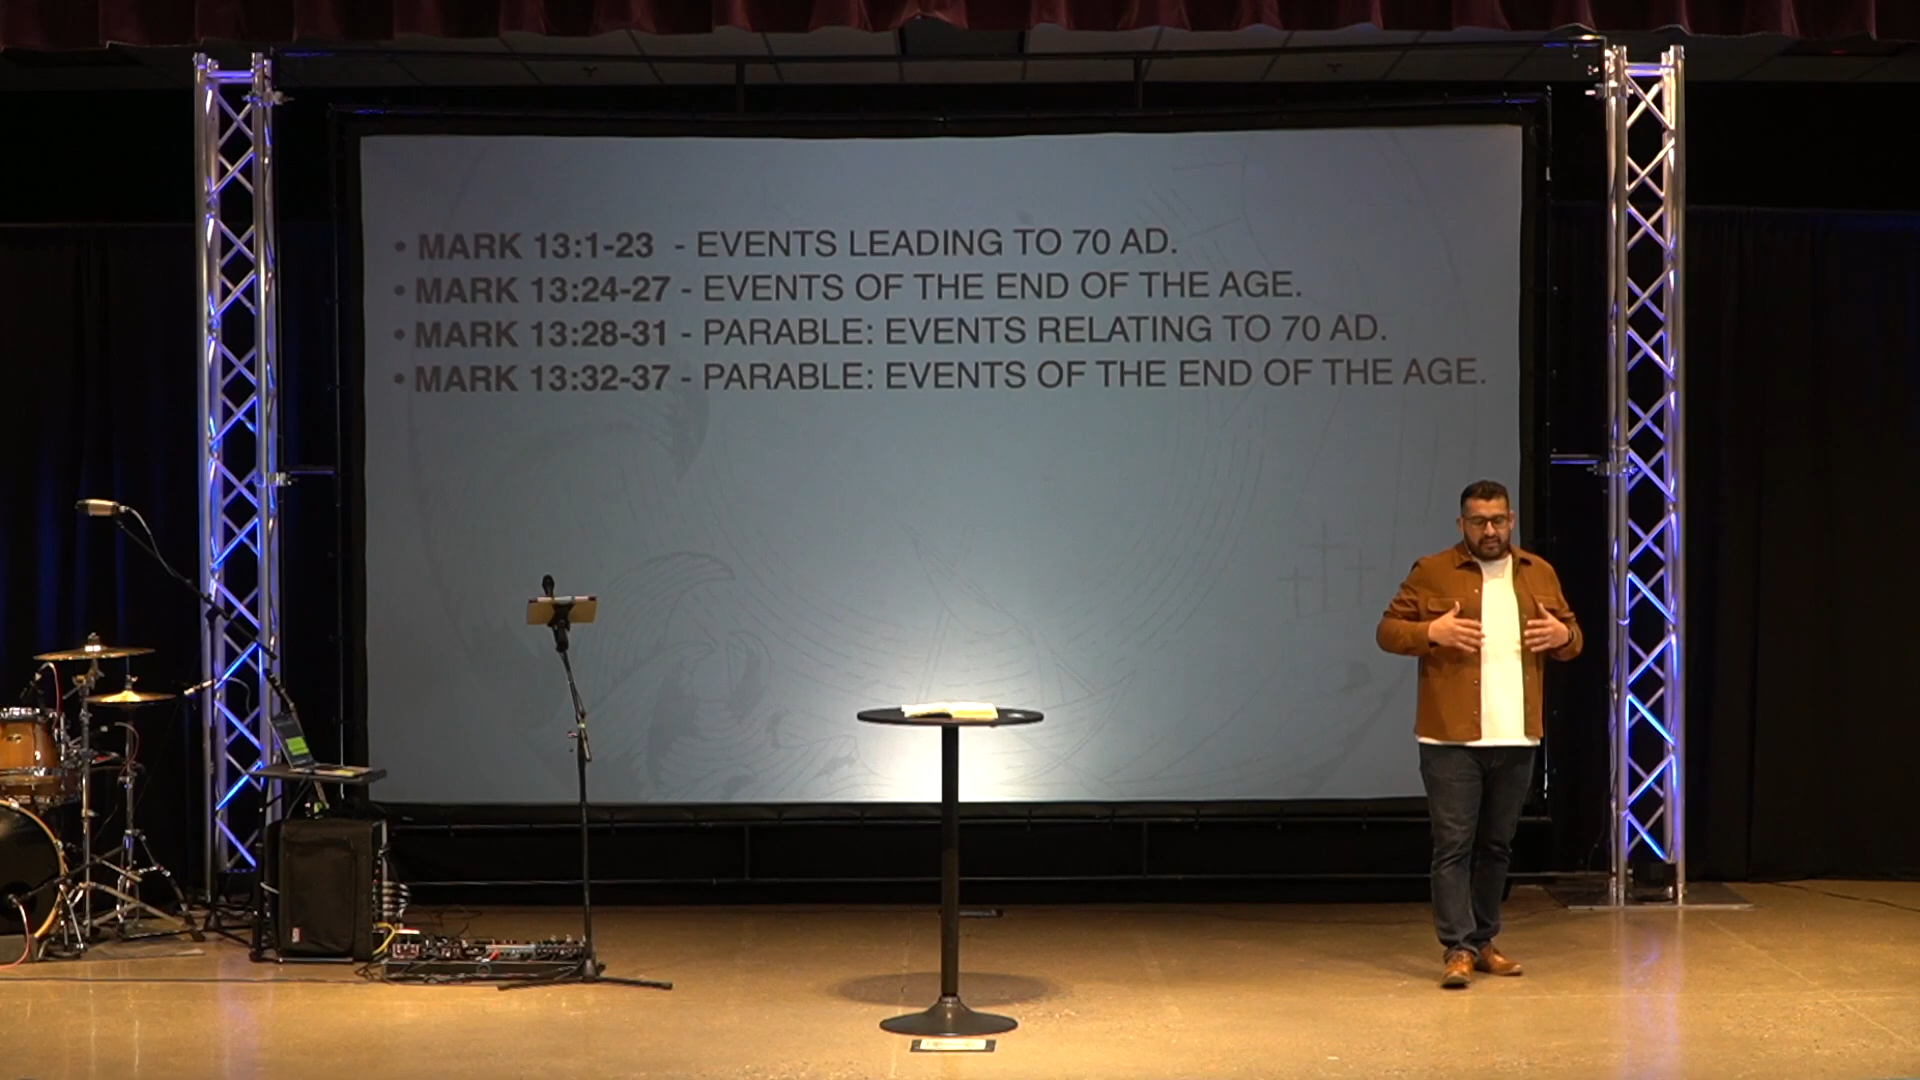 • MARK 13:1-23 - EVENTS LEADING TO 70 AD.
• MARK 13:24-27 - EVENTS OF THE END OF THE AGE.
• MARK 13:28-31 - PARABLE: EVENTS RELATING TO 70 AD.
• MARK 13:32-37 - PARABLE: EVENTS OF THE END OF THE AGE.